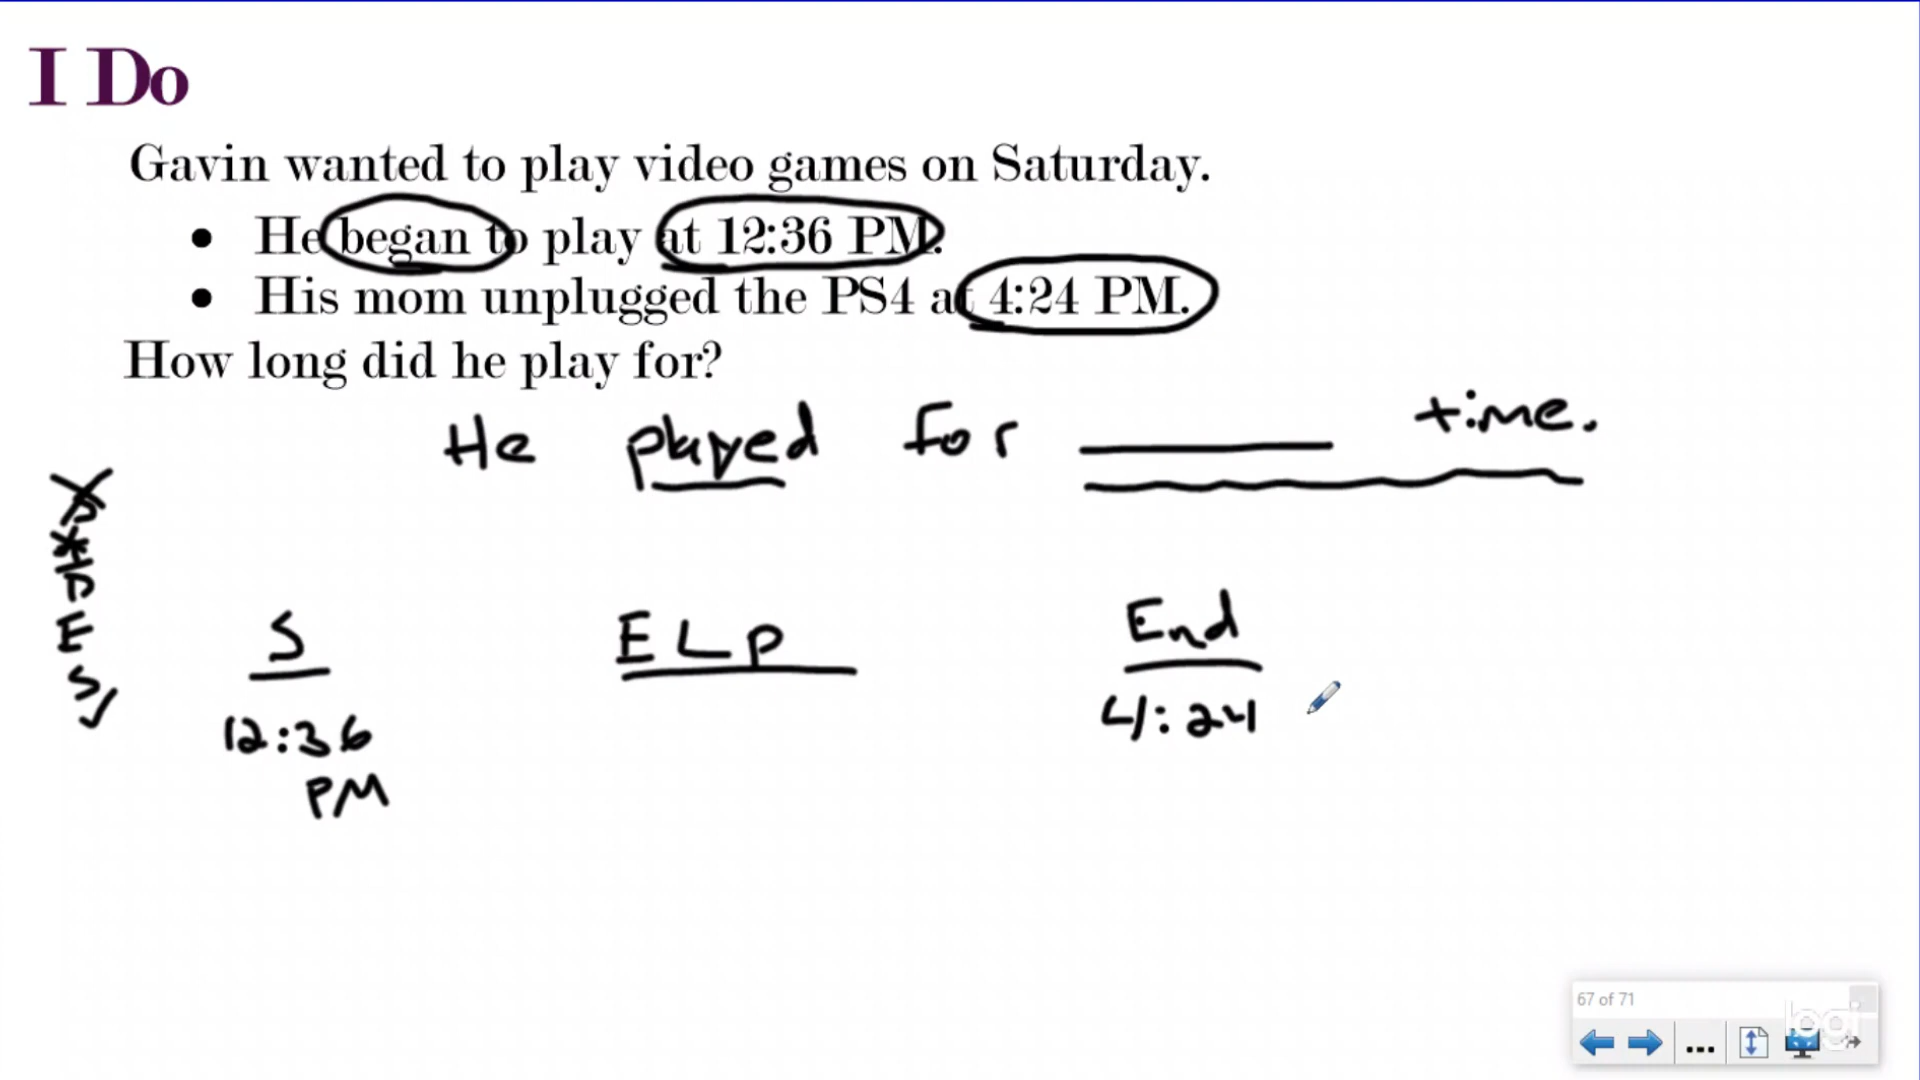 I Do
Gavin wanted to play video games on Saturday.
• He began to play at 12:36 PM.
• His mom unplugged the PS4 at 4:24 PM.
How long did he play for?
He played for ______ time.
E
S
S ELP End
12:36 4:24
PM
67 of 71
logi